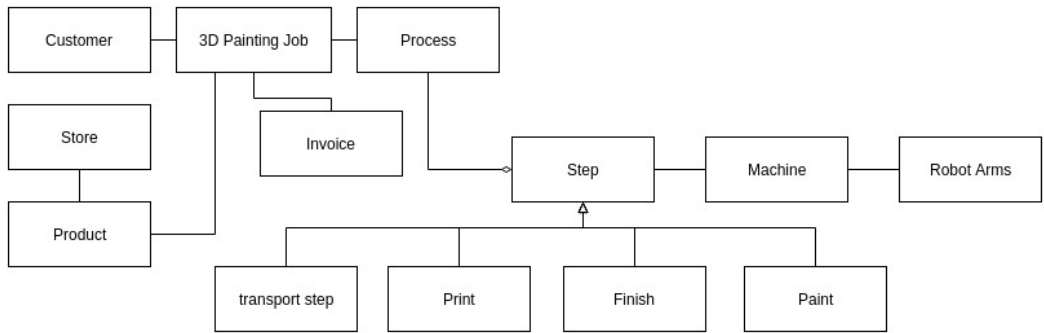 Customer
3D Painting Job
Process
Store
Invoice
Step
Machine
Robot Arms
Product
transport step
Print
Finish
Paint